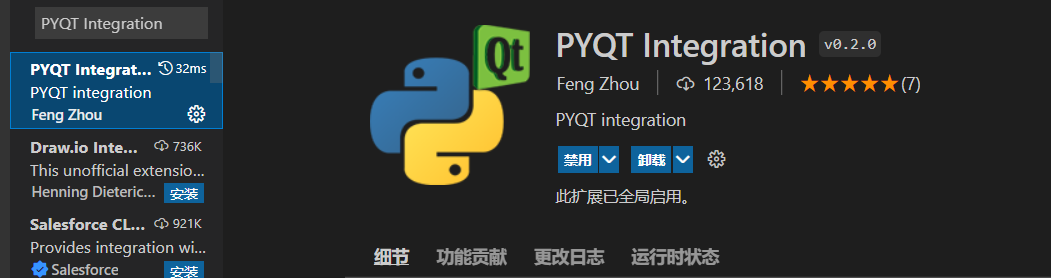 PYQT Integration
PYQT Integrat... 32ms
PYQT integration
Feng Zhou
Draw.io Inte... 736K
This unofficial extensio...
Henning Dieteric... 安装
Salesforce CL... 921K
Provides integration wi...
Salesforce 安装
Qt
PYQT Integration v0.2.0
Feng Zhou 123,618 (7)
PYQT integration
禁用 卸载
此扩展已全局启用。
细节 功能贡献 更改日志 运行时状态